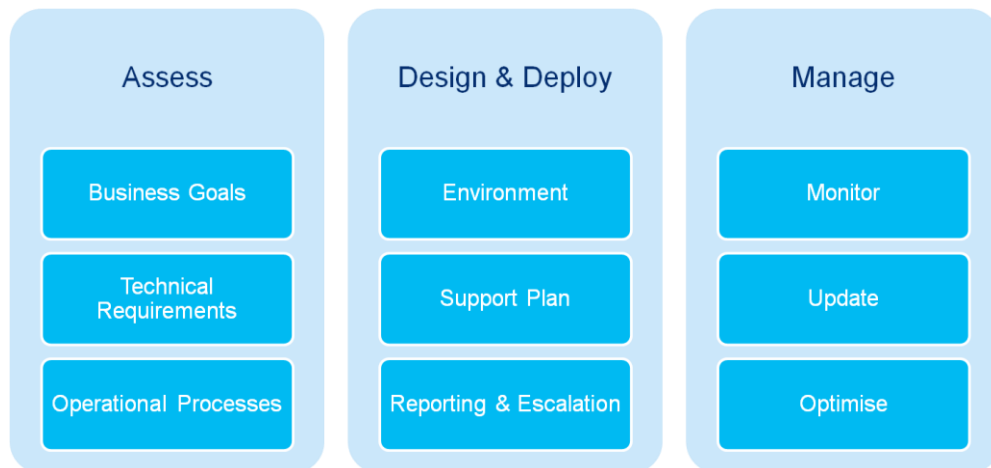 Assess
Business Goals
Technical
Requirements
Operational Processes
Design & Deploy
Environment
Support Plan
Reporting & Escalation
Manage
Monitor
Update
Optimise